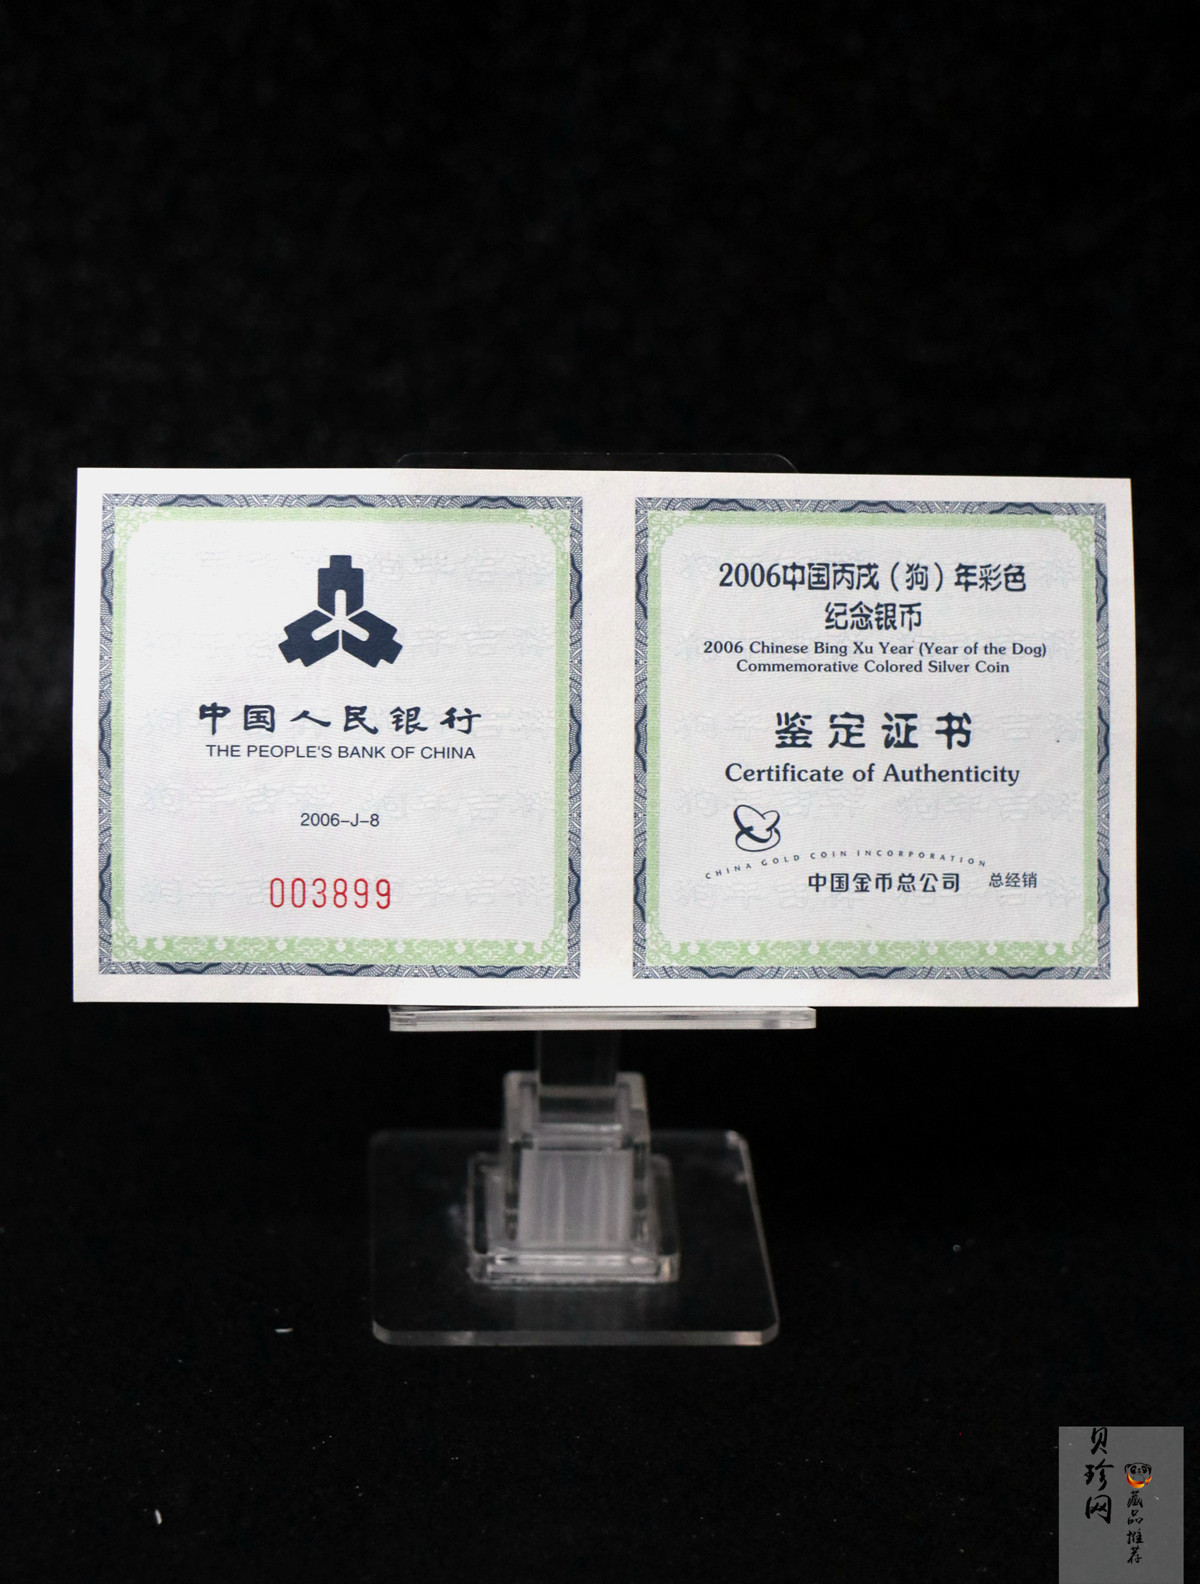 中国人民银行
THE PEOPLE'S BANK OF CHINA
2006-J-8
003899
2006中国丙戌（狗）年彩色
纪念银币
2006 Chinese Bing Xu Year (Year of the Dog)
Commemorative Colored Silver Coin
鉴定证书
Certificate of Authenticity
CHINA GOLD COIN INCORPORATION
中国金币总公司 总经销
贝珍网
藏品推荐